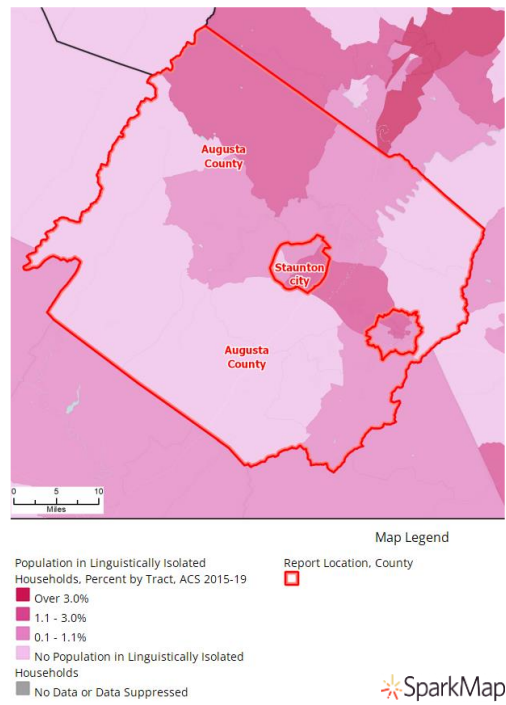 Augusta
County
Staunton
city
Augusta
County
0 5 10
Miles
Map Legend
Population in Linguistically Isolated
Households, Percent by Tract, ACS 2015-19
Over 3.0%
1.1 - 3.0%
0.1 - 1.1%
No Population in Linguistically Isolated
Households
No Data or Data Suppressed
Report Location, County
SparkMap